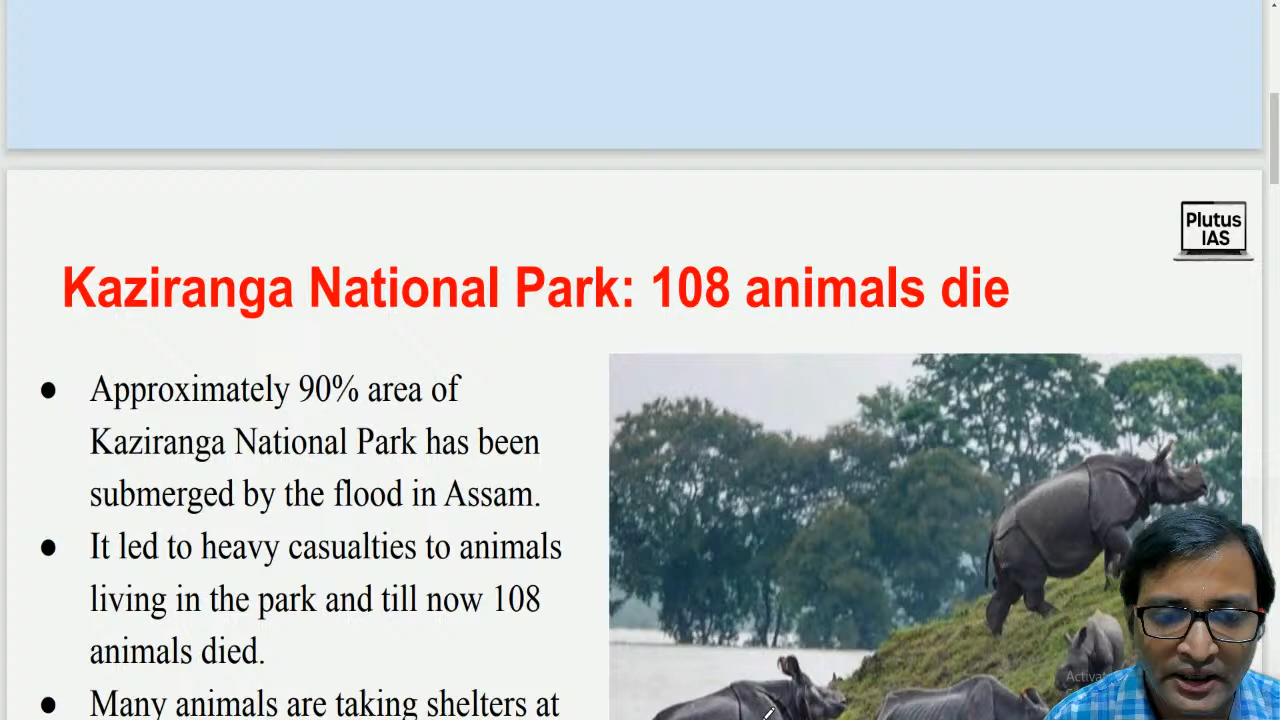 Plutus
IAS
Kaziranga National Park: 108 animals die
● Approximately 90% area of
Kaziranga National Park has been
submerged by the flood in Assam.
● It led to heavy casualties to animals
living in the park and till now 108
animals died.
● Many animals are taking shelters at